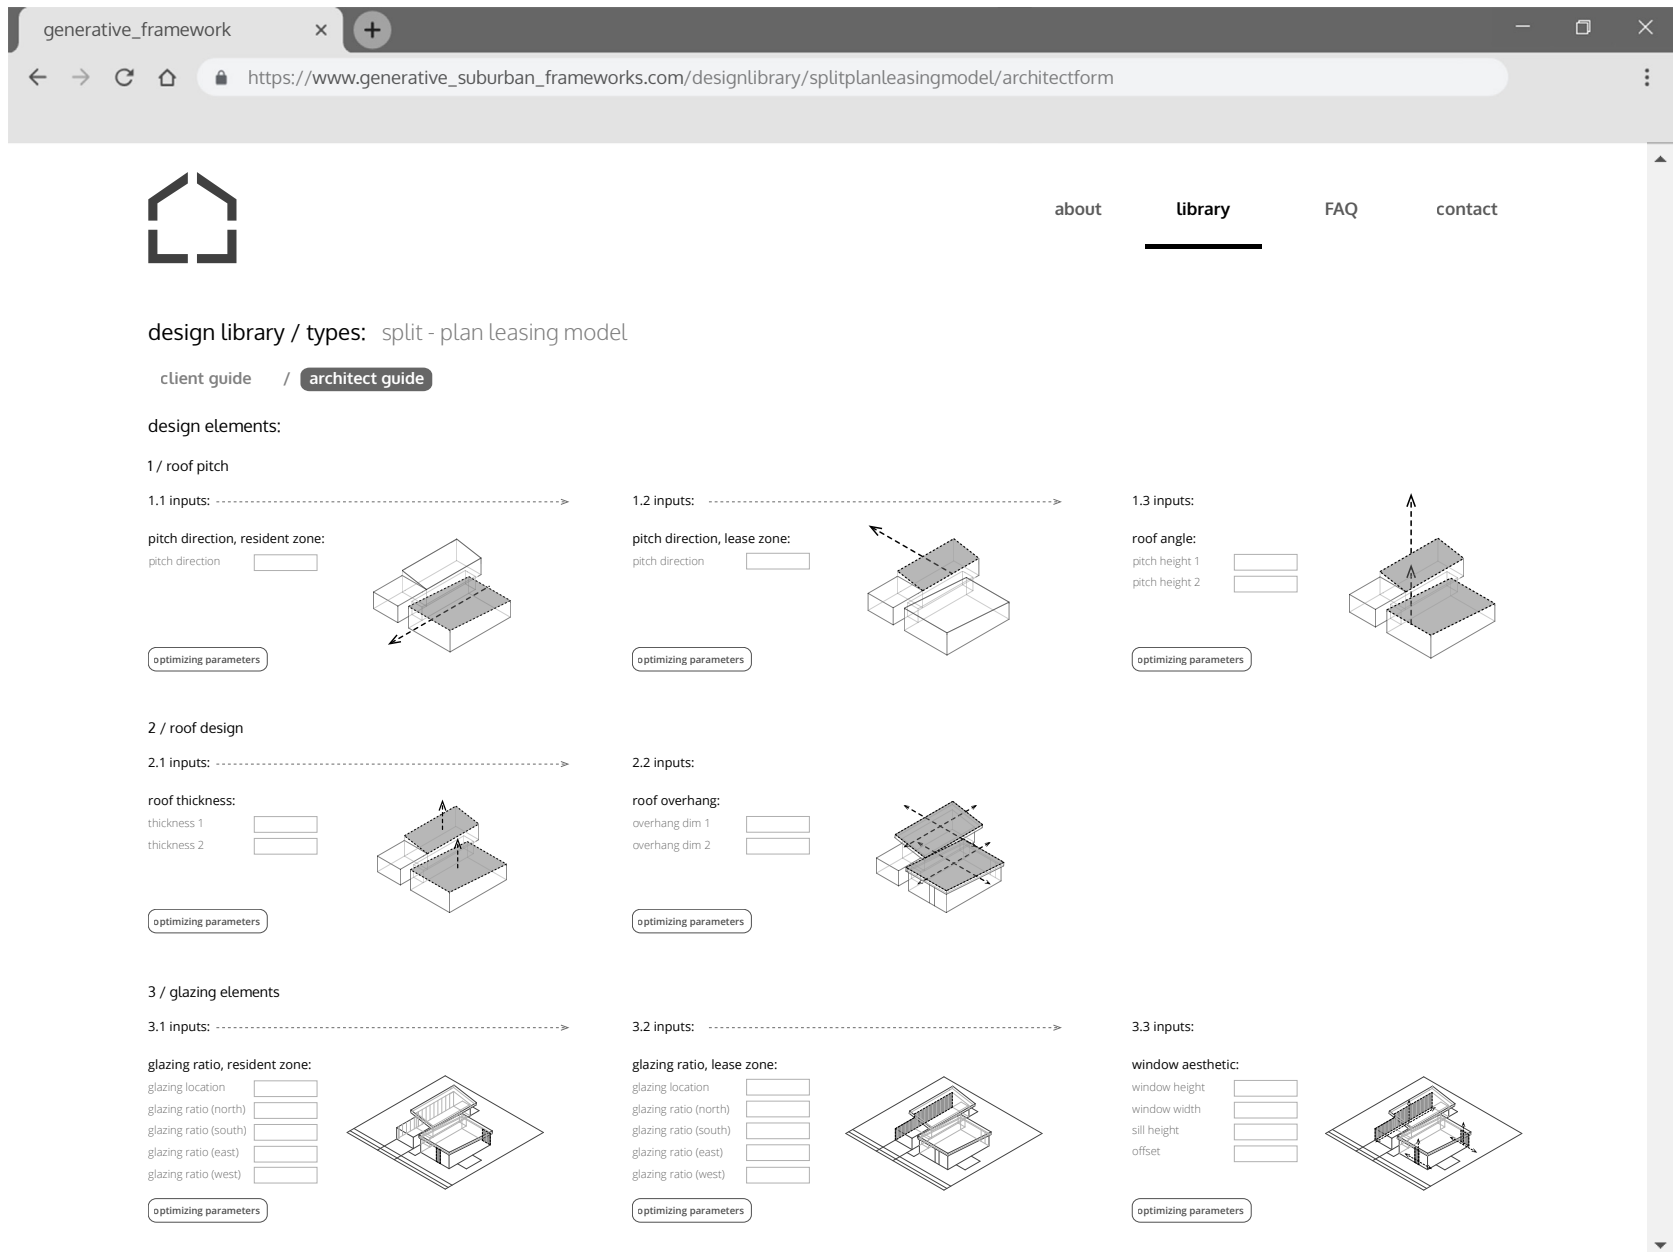 generative_framework
https://www.generative_suburban_frameworks.com/designlibrary/splitplanleasingmodel/architectform
about library FAQ contact
design library / types: split - plan leasing model
client guide / architect guide
design elements:
1 / roof pitch
1.1 inputs: 1.2 inputs: 1.3 inputs:
pitch direction, resident zone: pitch direction, lease zone: roof angle:
pitch direction pitch direction pitch height 1
pitch height 2
optimizing parameters optimizing parameters optimizing parameters
2 / roof design
2.1 inputs: 2.2 inputs:
roof thickness: roof overhang:
thickness 1 overhang dim 1
thickness 2 overhang dim 2
optimizing parameters optimizing parameters
3 / glazing elements
3.1 inputs: 3.2 inputs: 3.3 inputs:
glazing ratio, resident zone: glazing ratio, lease zone: window aesthetic:
glazing location glazing location window height
glazing ratio (north) glazing ratio (north) window width
glazing ratio (south) glazing ratio (south) sill height
glazing ratio (east) glazing ratio (east) offset
glazing ratio (west) glazing ratio (west)
optimizing parameters optimizing parameters optimizing parameters